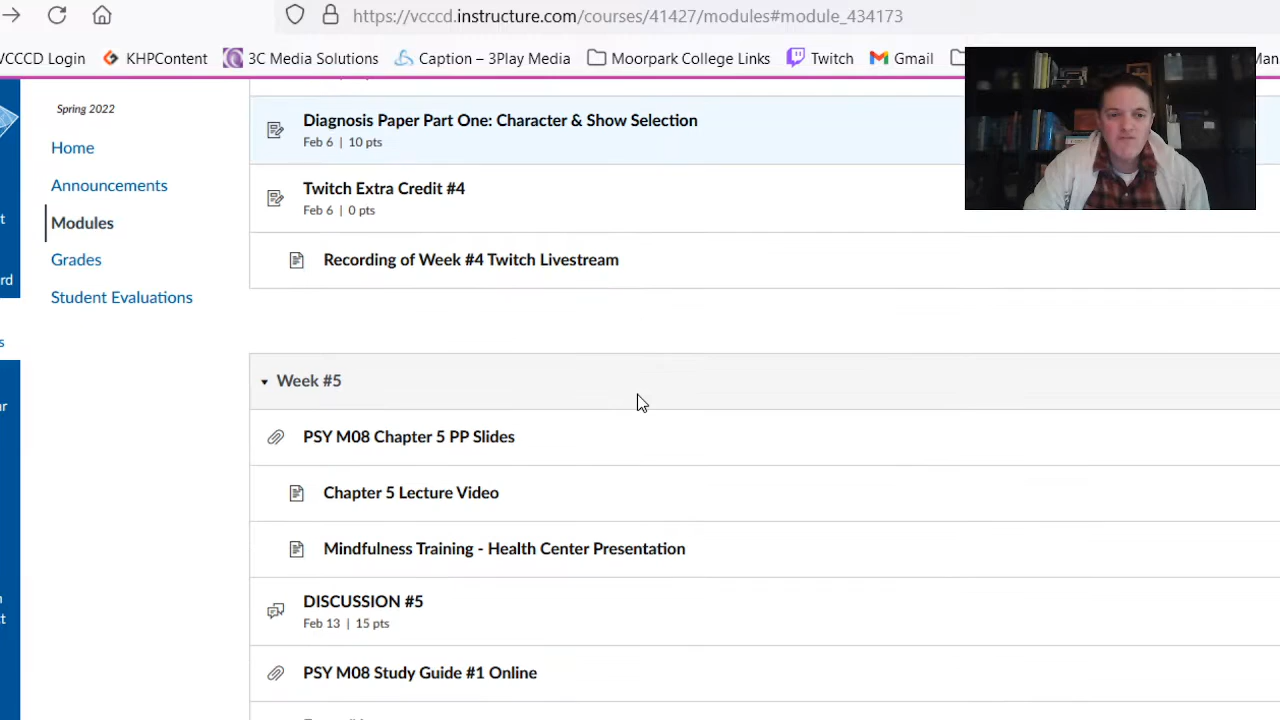 https://vcccd.instructure.com/courses/41427/modules#module_434173
VCCCD Login KHPContent 3C Media Solutions Caption – 3Play Media Moorpark College Links Twitch Gmail
Spring 2022
Home
Announcements
Modules
Grades
Student Evaluations
Diagnosis Paper Part One: Character & Show Selection
Feb 6 | 10 pts
Twitch Extra Credit #4
Feb 6 | 0 pts
Recording of Week #4 Twitch Livestream
Week #5
PSY M08 Chapter 5 PP Slides
Chapter 5 Lecture Video
Mindfulness Training - Health Center Presentation
DISCUSSION #5
Feb 13 | 15 pts
PSY M08 Study Guide #1 Online